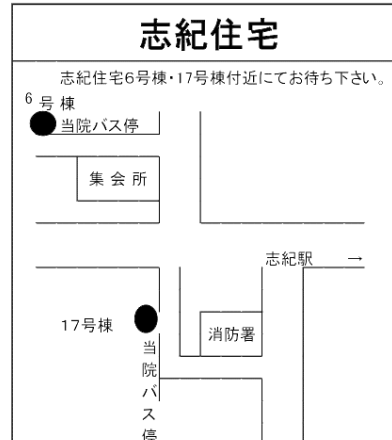 志紀住宅
志紀住宅6号棟・17号棟付近にてお待ち下さい。
6号棟
当院バス停
集会所
志紀駅　→
17号棟
消防署
当院バス停